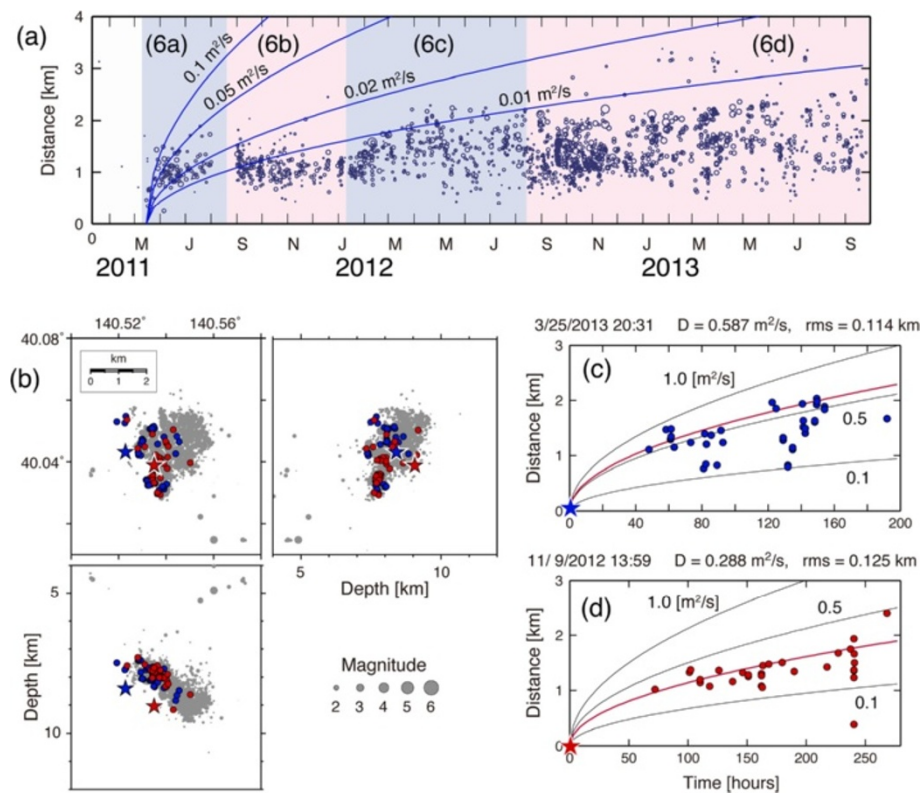 (a)
(6a) (6b) (6c) (6d)
0.1 m²/s
0.05 m²/s
0.02 m²/s
0.01 m²/s
Distance [km]
4
3
2
1
0
0 M J S N J M M J S N J M M J S
2011 2012 2013
(b)
140.52° 140.56°
40.08°
40.04°
km
0 1 2
5 10
Depth [km]
5
10
Depth [km]
Magnitude
2 3 4 5 6
3/25/2013 20:31 D = 0.587 m²/s, rms = 0.114 km
(c)
1.0 [m²/s]
0.5
0.1
Distance [km]
3
2
1
0
0 40 80 120 160 200
11/ 9/2012 13:59 D = 0.288 m²/s, rms = 0.125 km
(d)
1.0 [m²/s]
0.5
0.1
Distance [km]
3
2
1
0
0 50 100 150 200 250
Time [hours]